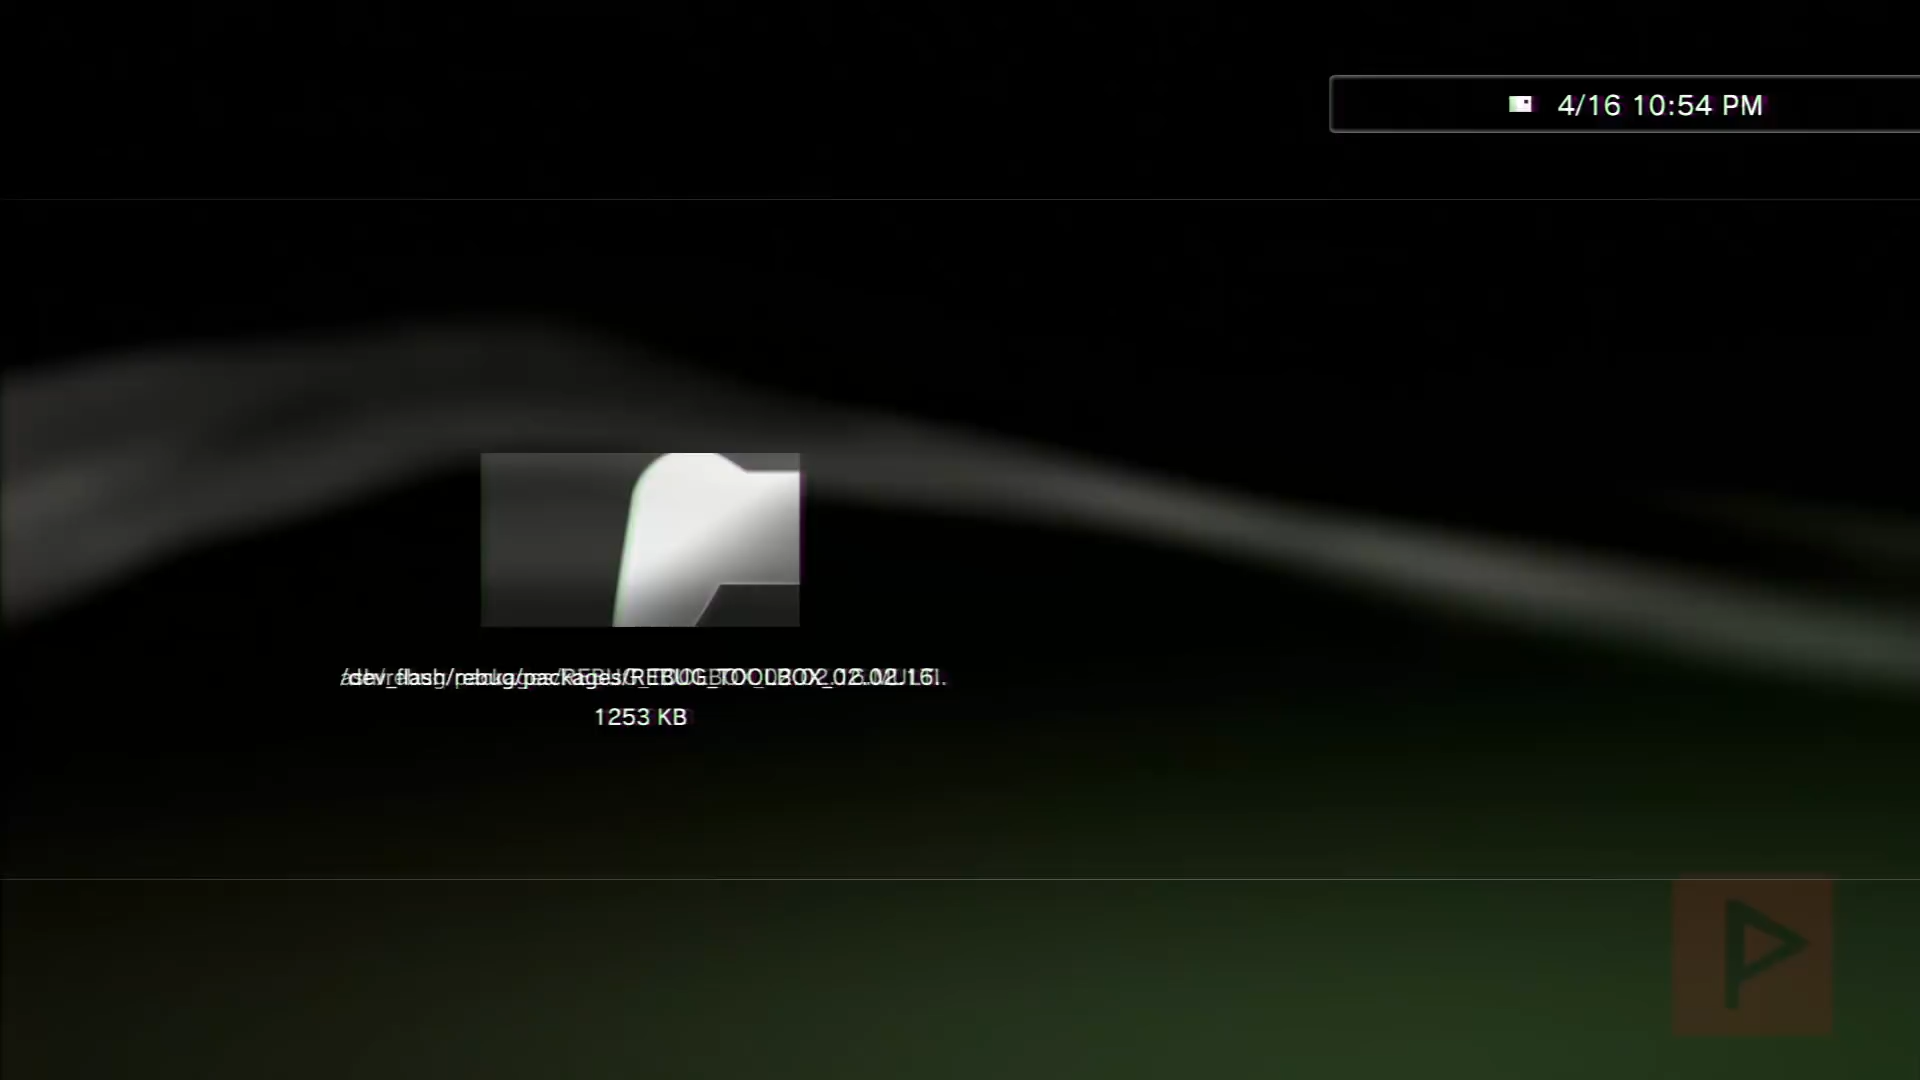 4/16 10:54 PM
/dev_flash/rebug/packages/REBUG_TOOLBOX_02.02.16.
1253 KB